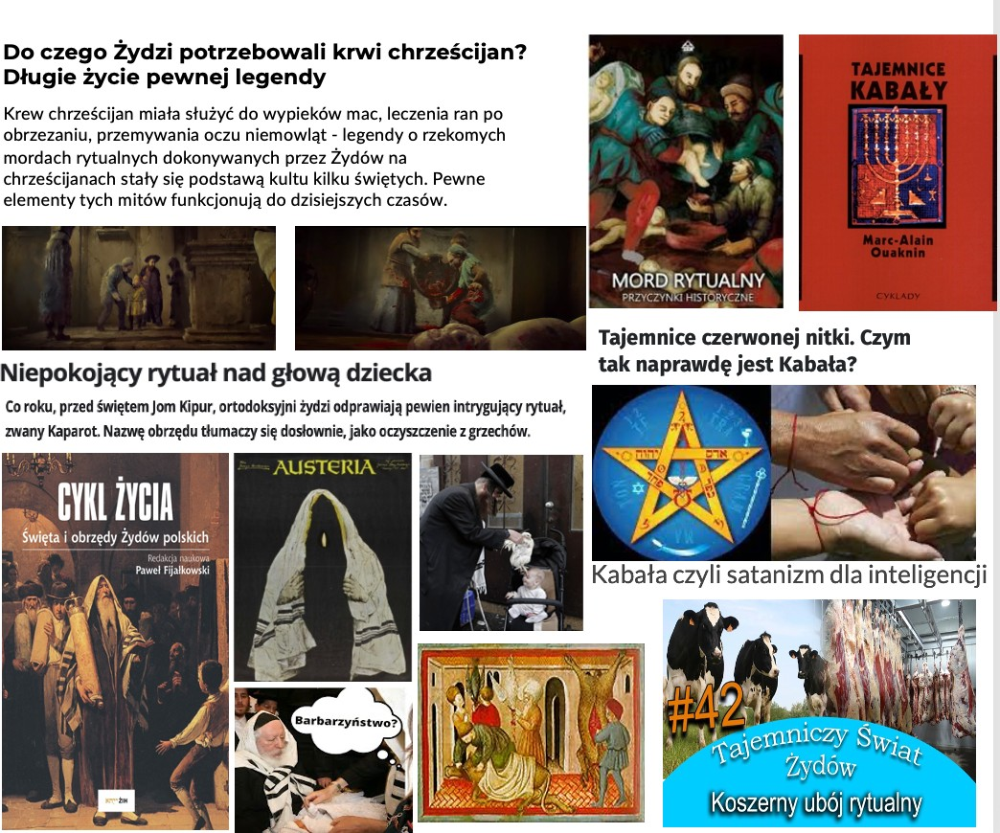 Do czego Żydzi potrzebowali krwi chrześcijan?
Długie życie pewnej legendy
Krew chrześcijan miała służyć do wypieków mac, leczenia ran po
obrzezaniu, przemywania oczu niemowląt - legendy o rzekomych
mordach rytualnych dokonywanych przez Żydów na
chrześcijanach stały się podstawą kultu kilku świętych. Pewne
elementy tych mitów funkcjonują do dzisiejszych czasów.
MORD RYTUALNY
PRZYCZYNKI HISTORYCZNE
TAJEMNICE
KABAŁY
Marc-Alain
Ouaknin
CYKLADY
Niepokojący rytuał nad głową dziecka
Co roku, przed świętem Jom Kipur, ortodoksyjni żydzi odprawiają pewien intrygujący rytuał,
zwany Kaparot. Nazwę obrzędu tłumaczy się dosłownie, jako oczyszczenie z grzechów.
Tajemnice czerwonej nitki. Czym
tak naprawdę jest Kabała?
CYKL ŻYCIA
Święta i obrzędy Żydów polskich
Redakcja naukowa
Paweł Fijałkowski
AUSTERIA
Kabała czyli satanizm dla inteligencji
Barbarzyństwo?
#42
Tajemniczy Świat
Żydów
Koszerny ubój rytualny